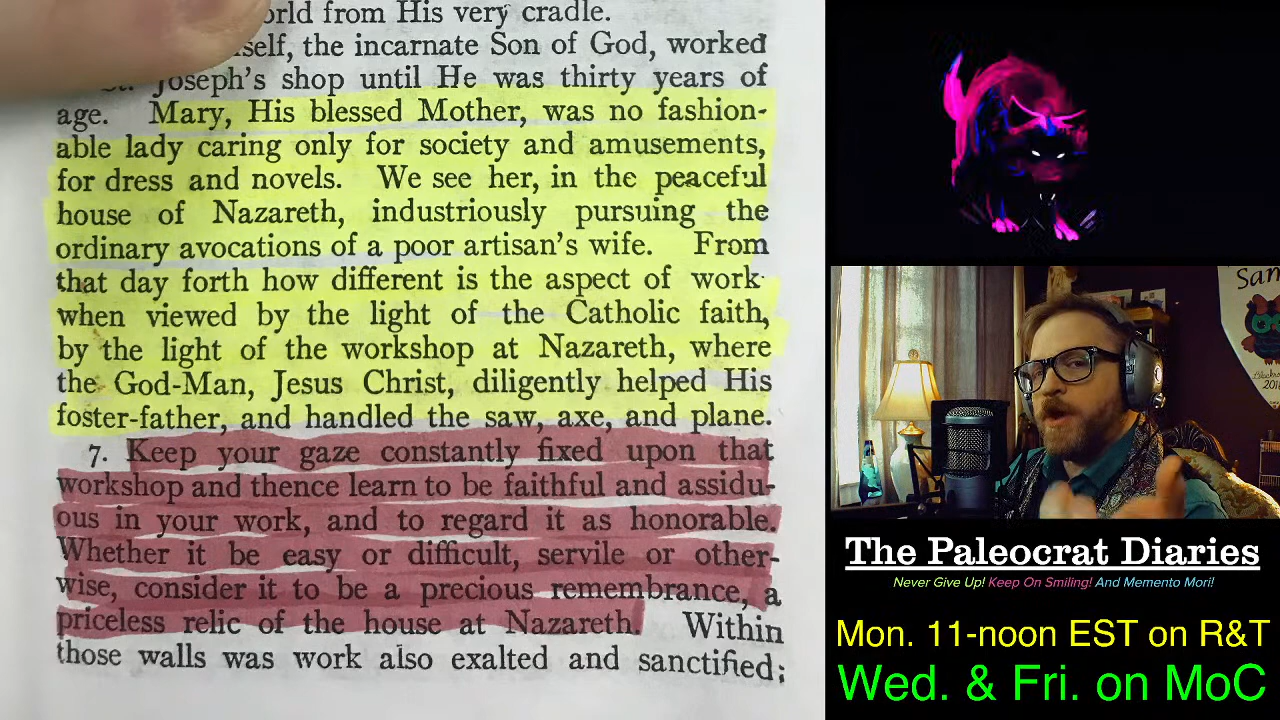 orld from His very cradle.
self, the incarnate Son of God, worked
St. Joseph's shop until He was thirty years of
age. Mary, His blessed Mother, was no fashion-
able lady caring only for society and amusements,
for dress and novels. We see her, in the peaceful
house of Nazareth, industriously pursuing the
ordinary avocations of a poor artisan's wife. From
that day forth how different is the aspect of work
when viewed by the light of the Catholic faith,
by the light of the workshop at Nazareth, where
the God-Man, Jesus Christ, diligently helped His
foster-father, and handled the saw, axe, and plane.
7. Keep your gaze constantly fixed upon that
workshop and thence learn to be faithful and assidu-
ous in your work, and to regard it as honorable.
Whether it be easy or difficult, servile or other-
wise, consider it to be a precious remembrance, a
priceless relic of the house at Nazareth. Within
those walls was work also exalted and sanctified;
San
201
The Paleocrat Diaries
Never Give Up! Keep On Smiling! And Memento Mori!
Mon. 11-noon EST on R&T
Wed. & Fri. on MoC